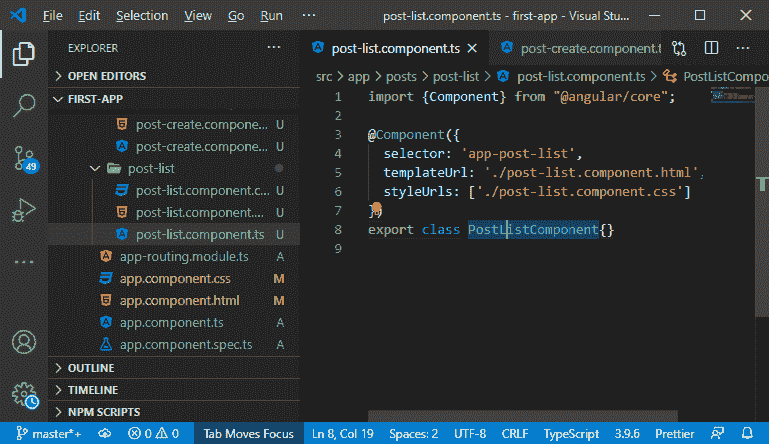 File Edit Selection View Go Run ··· post-list.component.ts - first-app - Visual Stu...
EXPLORER ···
OPEN EDITORS
FIRST-APP
post-create.compone... U
post-create.compone... U
post-list
post-list.component.c... U
post-list.component.... U
post-list.component.ts U
app-routing.module.ts A
app.component.css M
app.component.html M
app.component.ts A
app.component.spec.ts A
OUTLINE
TIMELINE
NPM SCRIPTS
49
post-list.component.ts post-create.component.t
src > app > posts > post-list > post-list.component.ts > PostListCompo
1 import {Component} from "@angular/core";
2
3 @Component({
4 selector: 'app-post-list',
5 templateUrl: './post-list.component.html',
6 styleUrls: ['./post-list.component.css']
7 })
8 export class PostListComponent{}
9
master*+ 0 0 Tab Moves Focus Ln 8, Col 19 Spaces: 2 UTF-8 CRLF TypeScript 3.9.6 Prettier